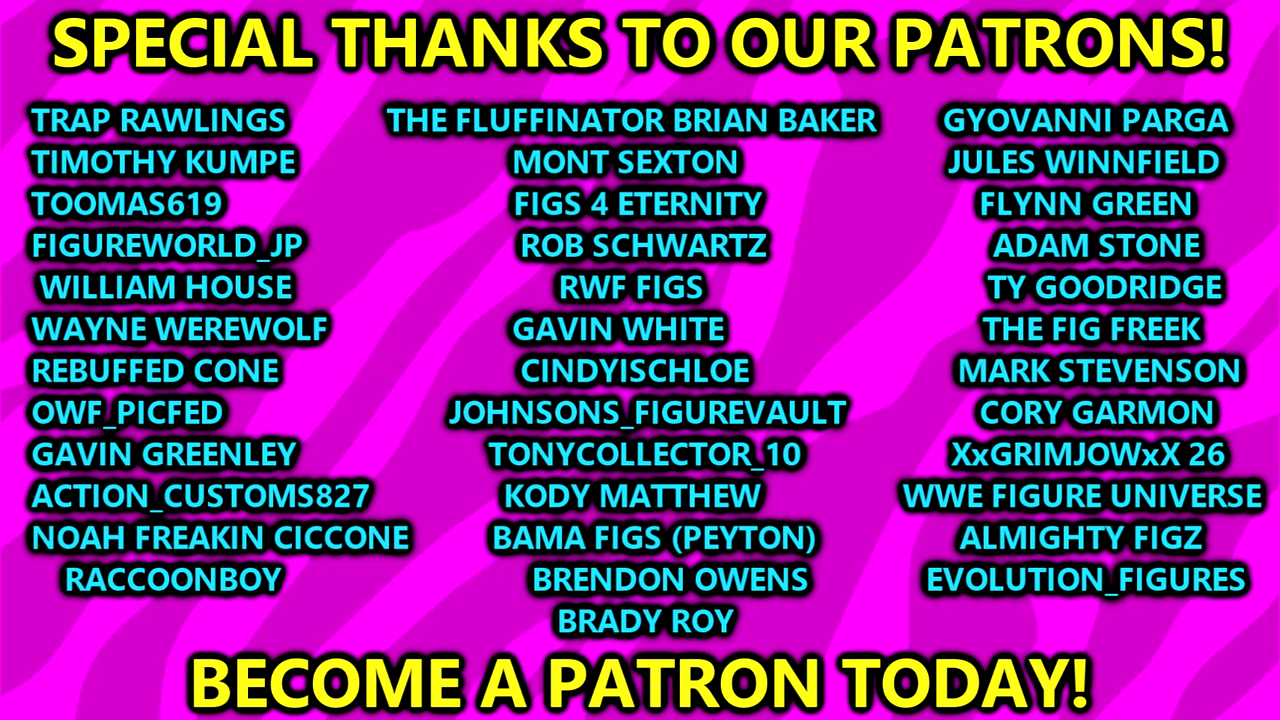 SPECIAL THANKS TO OUR PATRONS!
TRAP RAWLINGS
TIMOTHY KUMPE
TOOMAS619
FIGUREWORLD_JP
WILLIAM HOUSE
WAYNE WEREWOLF
REBUFFED CONE
OWF_PICFED
GAVIN GREENLEY
ACTION_CUSTOMS827
NOAH FREAKIN CICCONE
RACCOONBOY
THE FLUFFINATOR BRIAN BAKER
MONT SEXTON
FIGS 4 ETERNITY
ROB SCHWARTZ
RWF FIGS
GAVIN WHITE
CINDYISCHLOE
JOHNSONS_FIGUREVAULT
TONYCOLLECTOR_10
KODY MATTHEW
BAMA FIGS (PEYTON)
BRENDON OWENS
BRADY ROY
GYOVANNI PARGA
JULES WINNFIELD
FLYNN GREEN
ADAM STONE
TY GOODRIDGE
THE FIG FREEK
MARK STEVENSON
CORY GARMON
XxGRIMJOWxX 26
WWE FIGURE UNIVERSE
ALMIGHTY FIGZ
EVOLUTION_FIGURES
BECOME A PATRON TODAY!